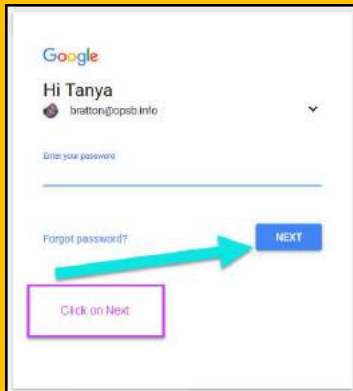 Google
Hi Tanya
bratton@opsb.info
Enter your password
Forgot password?
NEXT
Click on Next